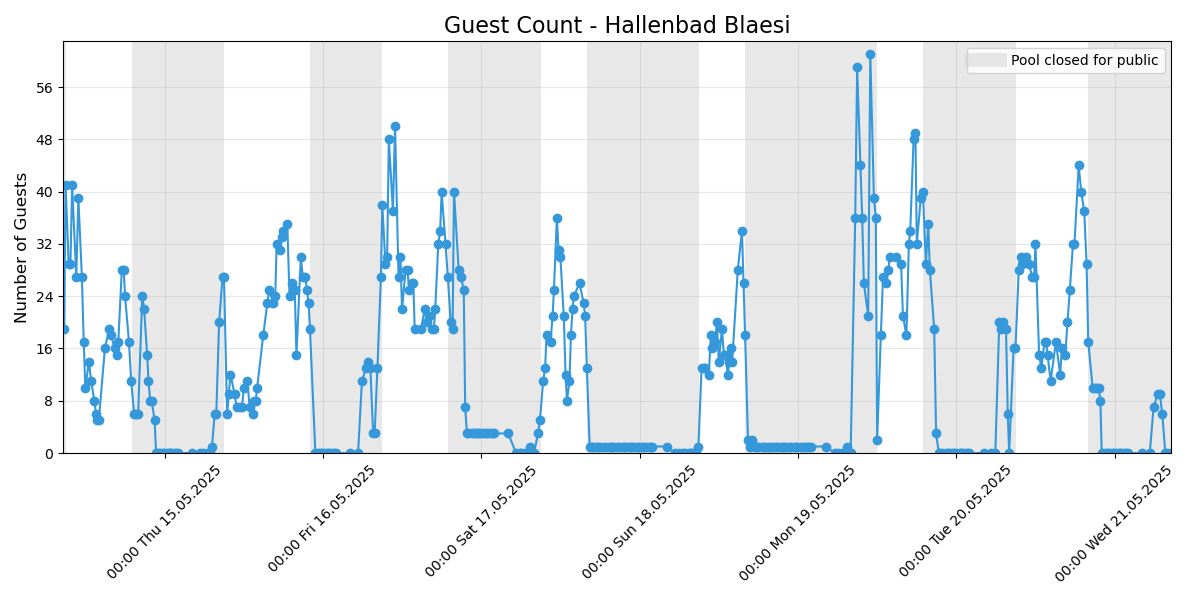 Guest Count - Hallenbad Blaesi
Pool closed for public
Number of Guests
56
48
40
32
24
16
8
0
00:00 Thu 15.05.2025
00:00 Fri 16.05.2025
00:00 Sat 17.05.2025
00:00 Sun 18.05.2025
00:00 Mon 19.05.2025
00:00 Tue 20.05.2025
00:00 Wed 21.05.2025